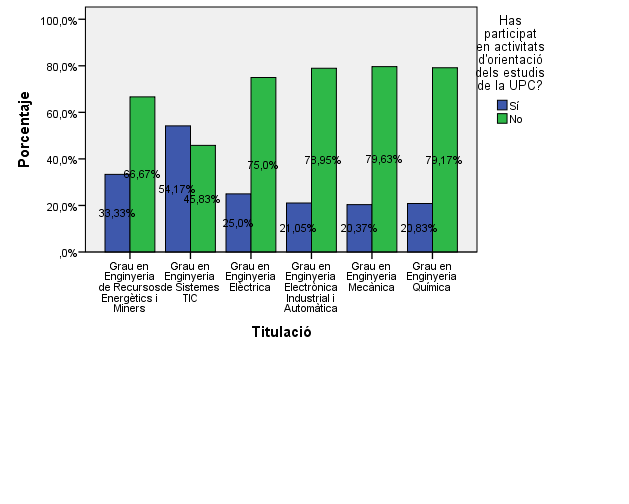 Has
participat
en activitats
d'orientació
dels estudis
de la UPC?
Sí
No
Porcentaje
100,0%
80,0%
60,0%
40,0%
20,0%
,0%
33,33%
66,67%
54,17%
45,83%
25,0%
75,0%
21,05%
78,95%
20,37%
79,63%
20,83%
79,17%
Grau en
Enginyeria
de Recursos
Energètics i
Miners
Grau en
Enginyeria
de Sistemes
TIC
Grau en
Enginyeria
Elèctrica
Grau en
Enginyeria
Electrònica
Industrial i
Automàtica
Grau en
Enginyeria
Mecànica
Grau en
Enginyeria
Química
Titulació